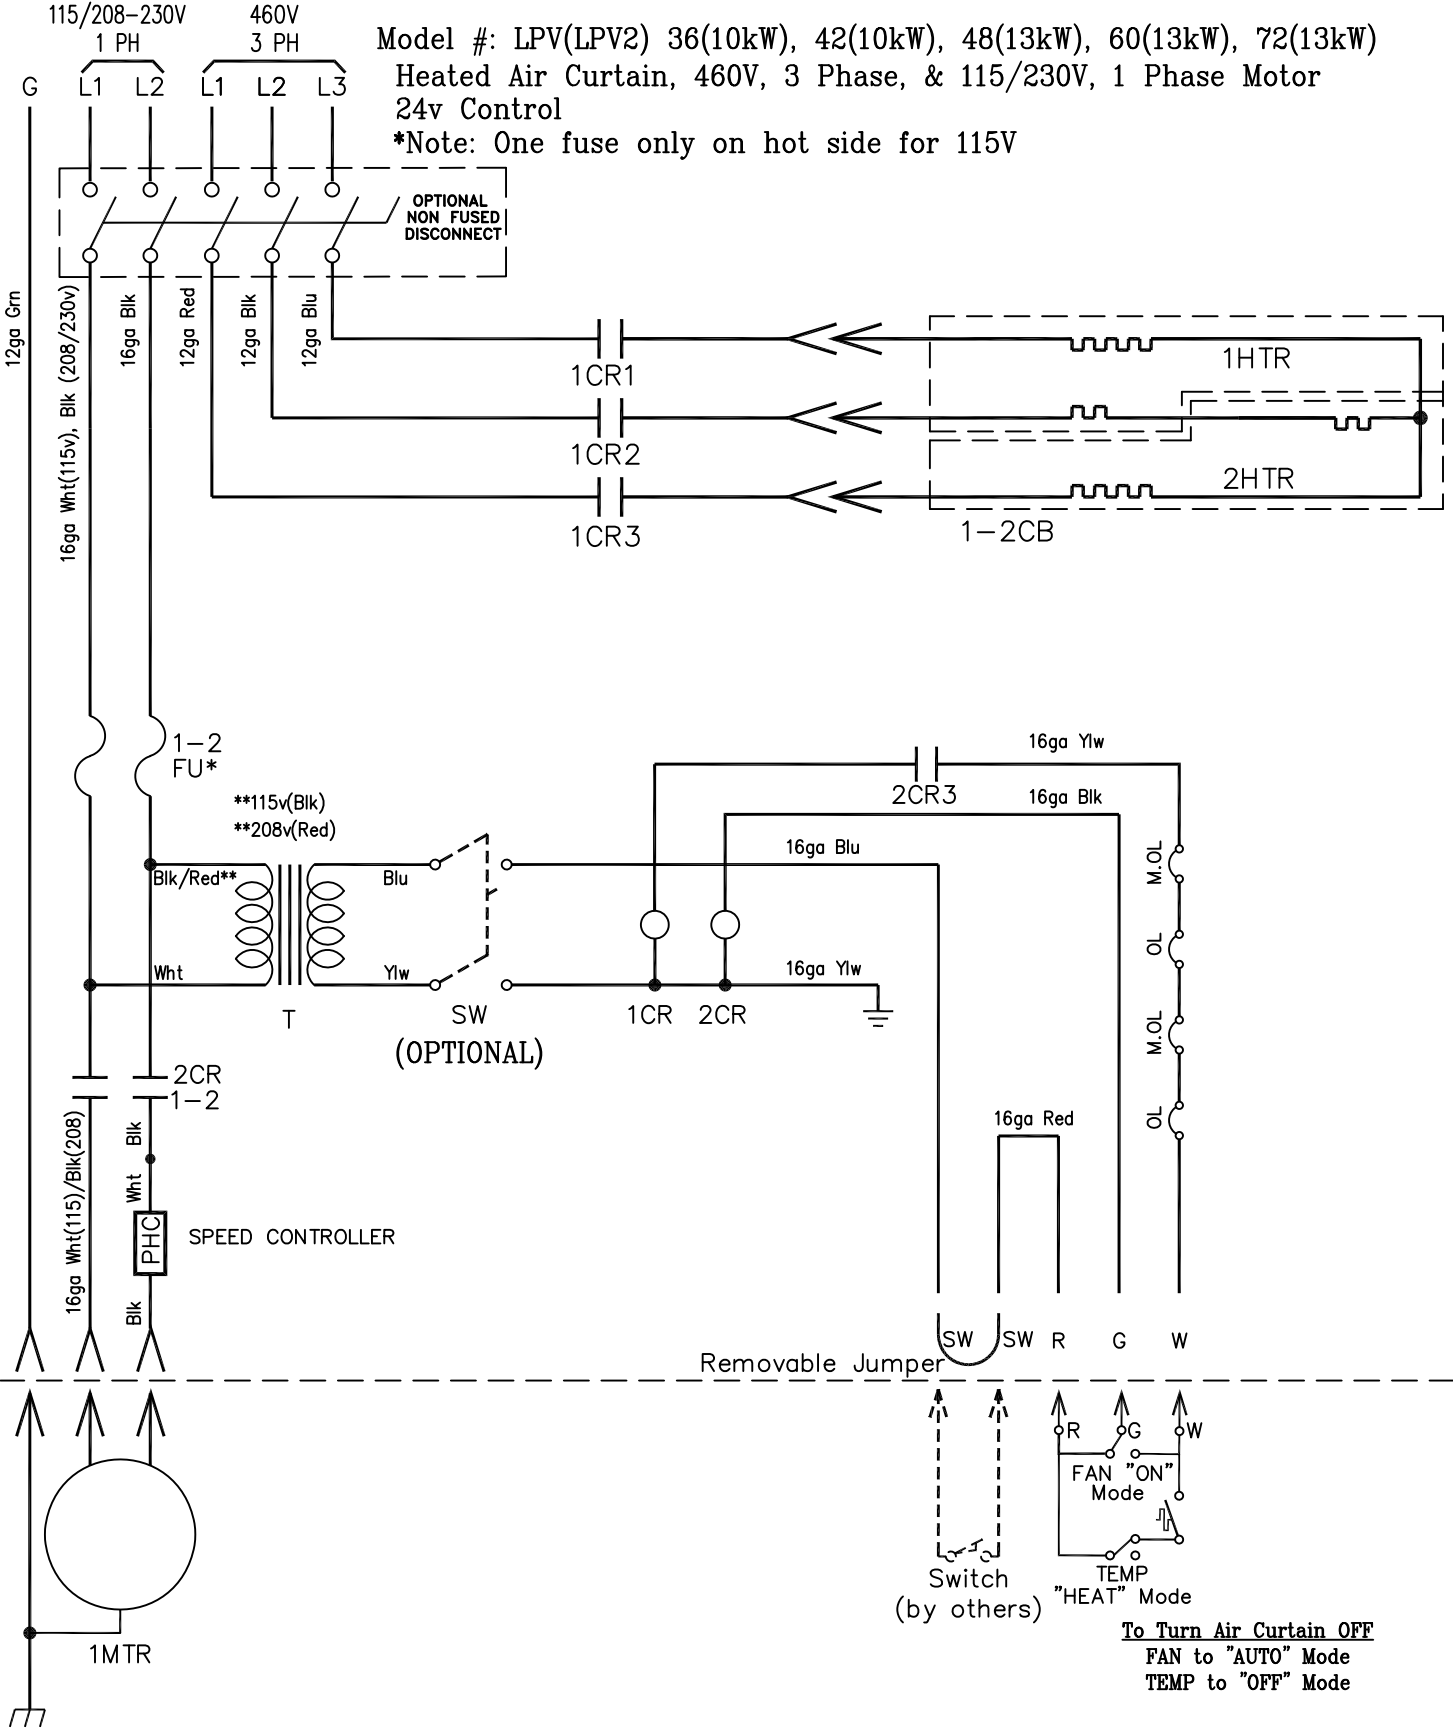 115/208-230V
1 PH
460V
3 PH
Model #: LPV(LPV2) 36(10kW), 42(10kW), 48(13kW), 60(13kW), 72(13kW)
Heated Air Curtain, 460V, 3 Phase, & 115/230V, 1 Phase Motor
24v Control
*Note: One fuse only on hot side for 115V
G L1 L2 L1 L2 L3
OPTIONAL
NON FUSED
DISCONNECT
12ga Grn
16ga Wht(115v), Blk (208/230v)
16ga Blk
12ga Red
12ga Blk
12ga Blu
1CR1
1HTR
1CR2
1CR3
2HTR
1-2CB
1-2
FU*
**115v(Blk)
**208v(Red)
Blk/Red**
Wht
T
Blu
Ylw
SW
(OPTIONAL)
16ga Ylw
2CR3
16ga Blk
16ga Blu
16ga Ylw
1CR
2CR
M.OL
OL
M.OL
OL
2CR
1-2
16ga Wht(115)/Blk(208)
Blk
Wht
PHC
SPEED CONTROLLER
Blk
16ga Red
SW SW R G W
Removable Jumper
R G W
FAN "ON"
Mode
TEMP
"HEAT" Mode
Switch
(by others)
1MTR
To Turn Air Curtain OFF
FAN to "AUTO" Mode
TEMP to "OFF" Mode